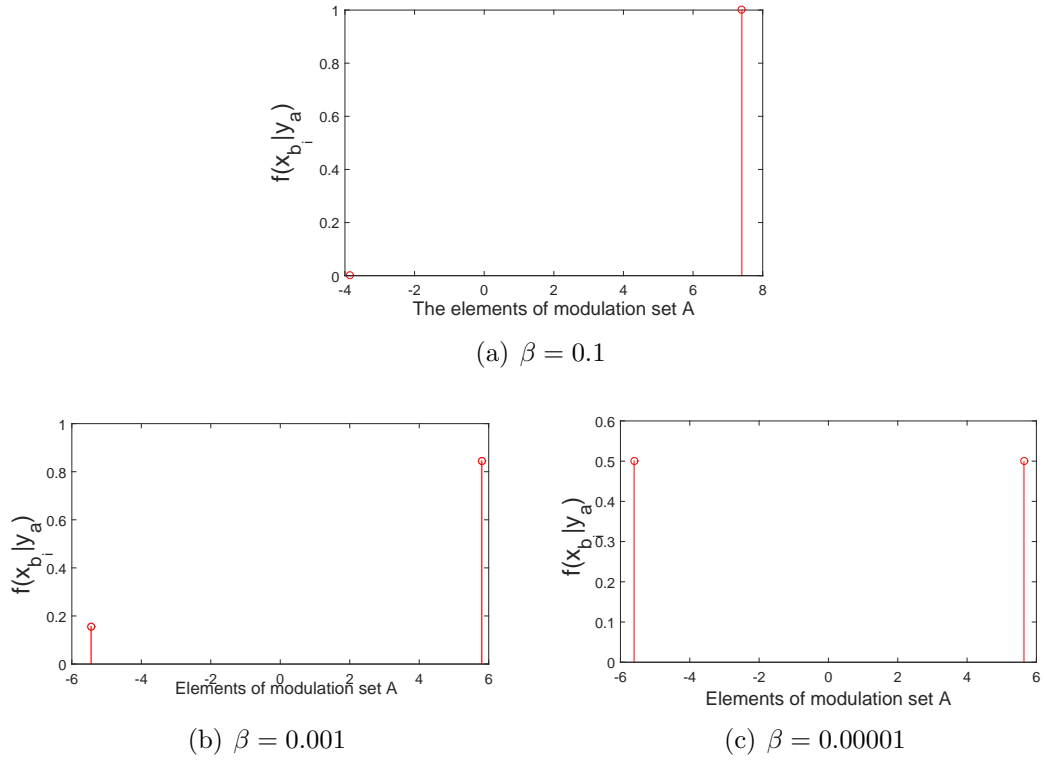 1
0.8
0.6
0.4
0.2
0
f(x_{b_i}|y_a)
-4 -2 0 2 4 6 8
The elements of modulation set A
(a) β = 0.1
1
0.8
0.6
0.4
0.2
0
f(x_{b_i}|y_a)
-6 -4 -2 0 2 4 6
Elements of modulation set A
(b) β = 0.001
0.6
0.5
0.4
0.3
0.2
0.1
0
f(x_{b_i}|y_a)
-6 -4 -2 0 2 4 6
Elements of modulation set A
(c) β = 0.00001